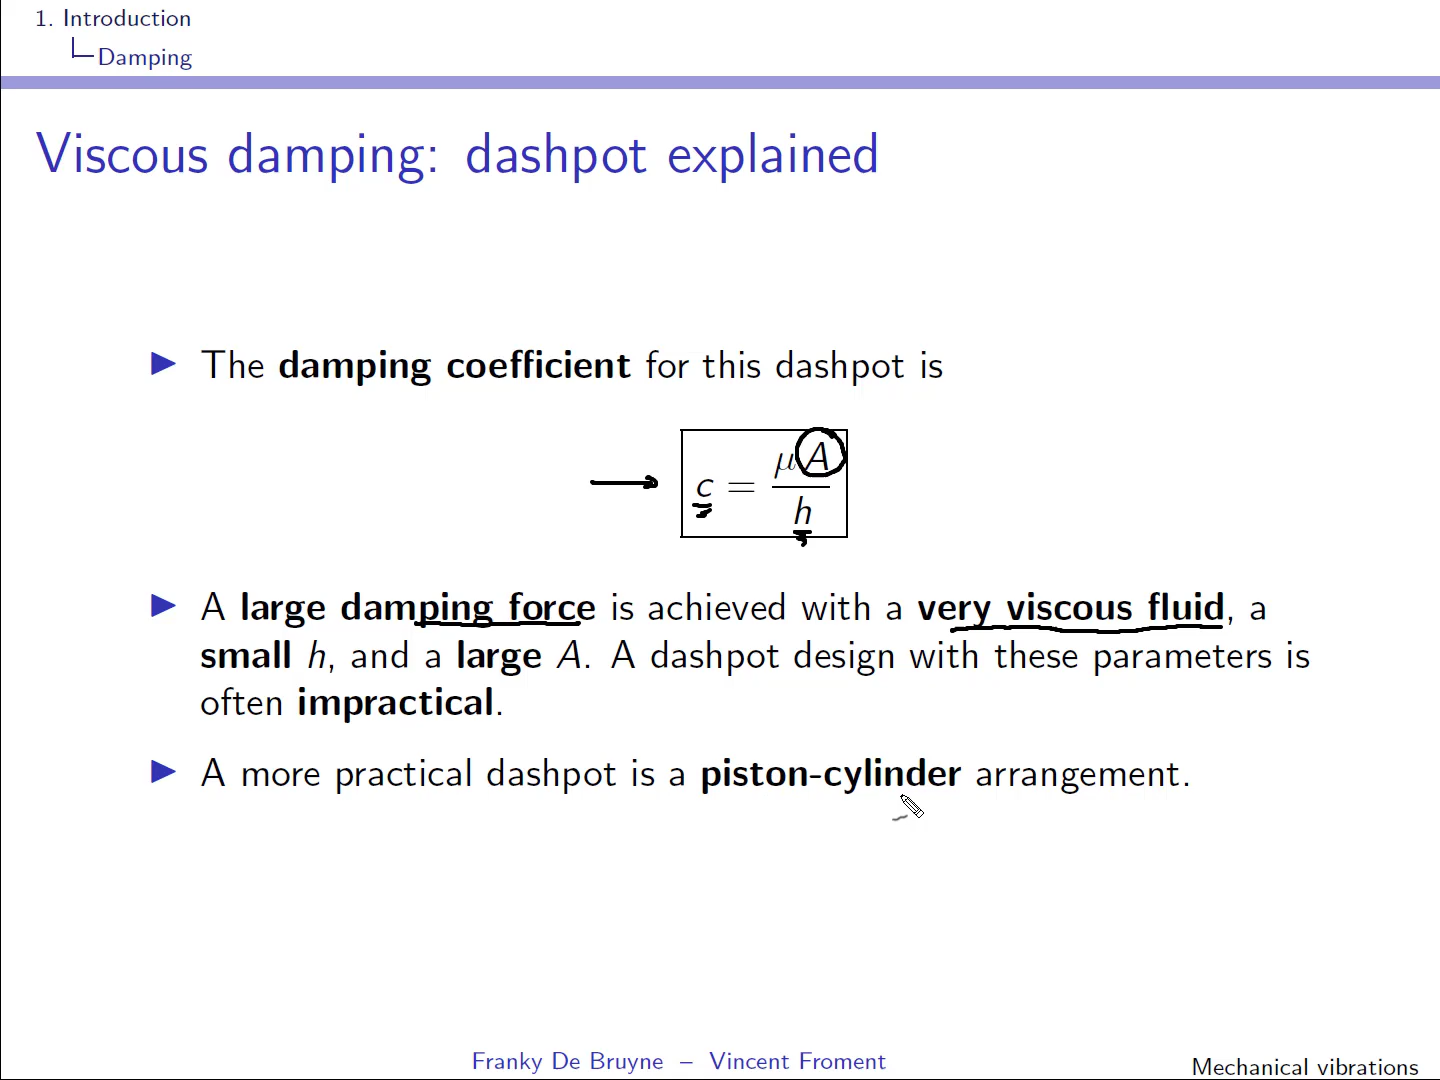 1. Introduction
Damping
Viscous damping: dashpot explained
The damping coefficient for this dashpot is
c = μA/h
A large damping force is achieved with a very viscous fluid, a
small h, and a large A. A dashpot design with these parameters is
often impractical.
A more practical dashpot is a piston-cylinder arrangement.
Franky De Bruyne – Vincent Froment
Mechanical vibrations